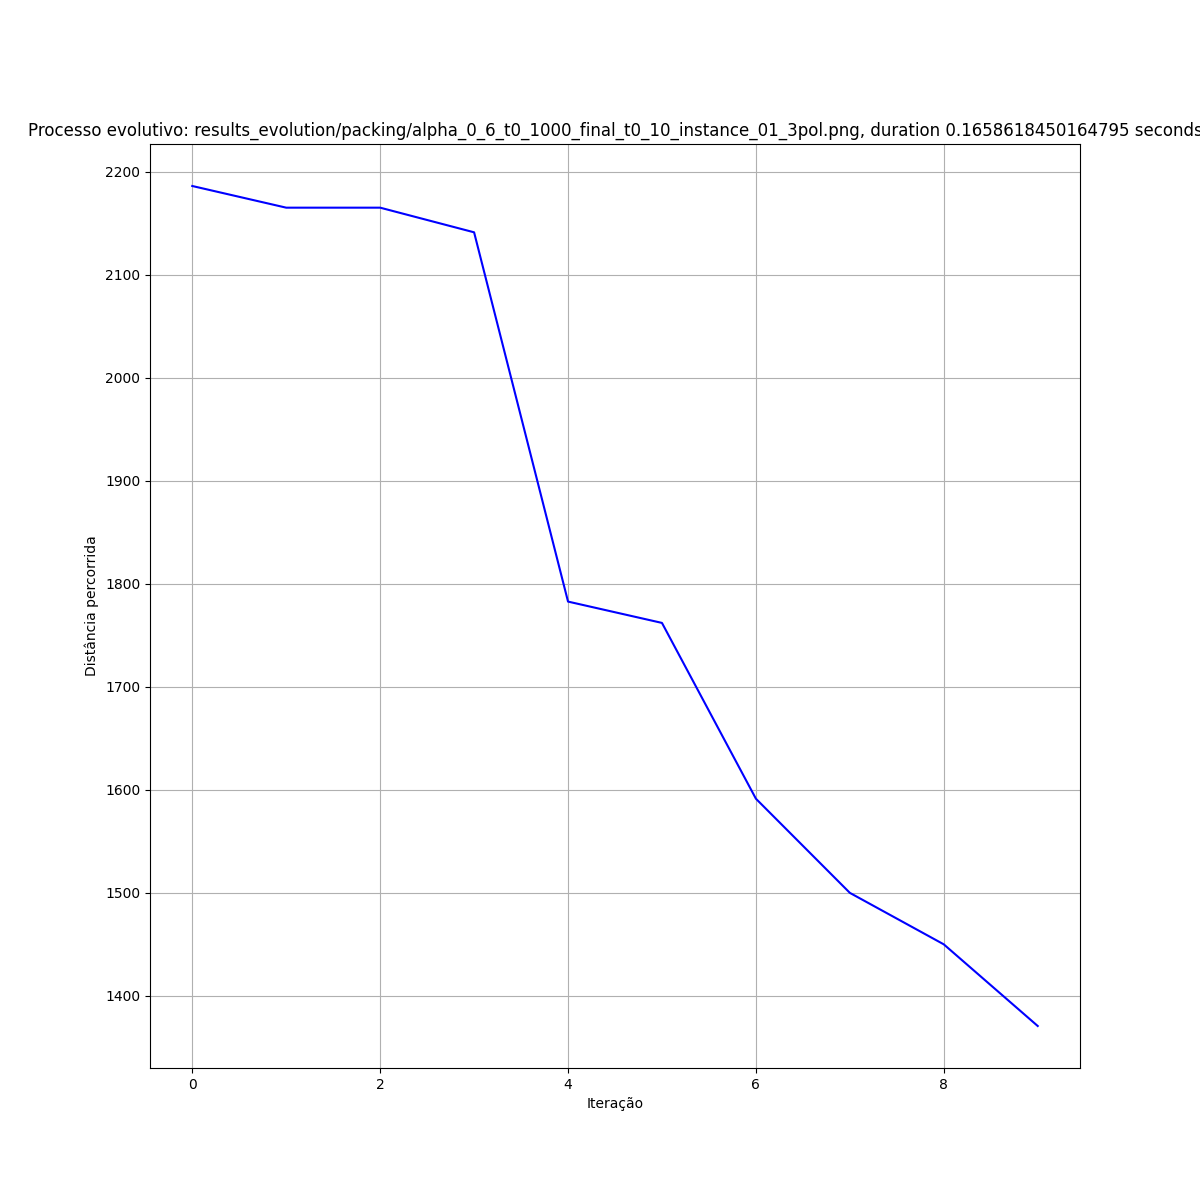 Processo evolutivo: results_evolution/packing/alpha_0_6_t0_1000_final_t0_10_instance_01_3pol.png, duration 0.1658618450164795 seconds
2200
2100
2000
1900
1800
1700
1600
1500
1400
Distância percorrida
0 2 4 6 8
Iteração